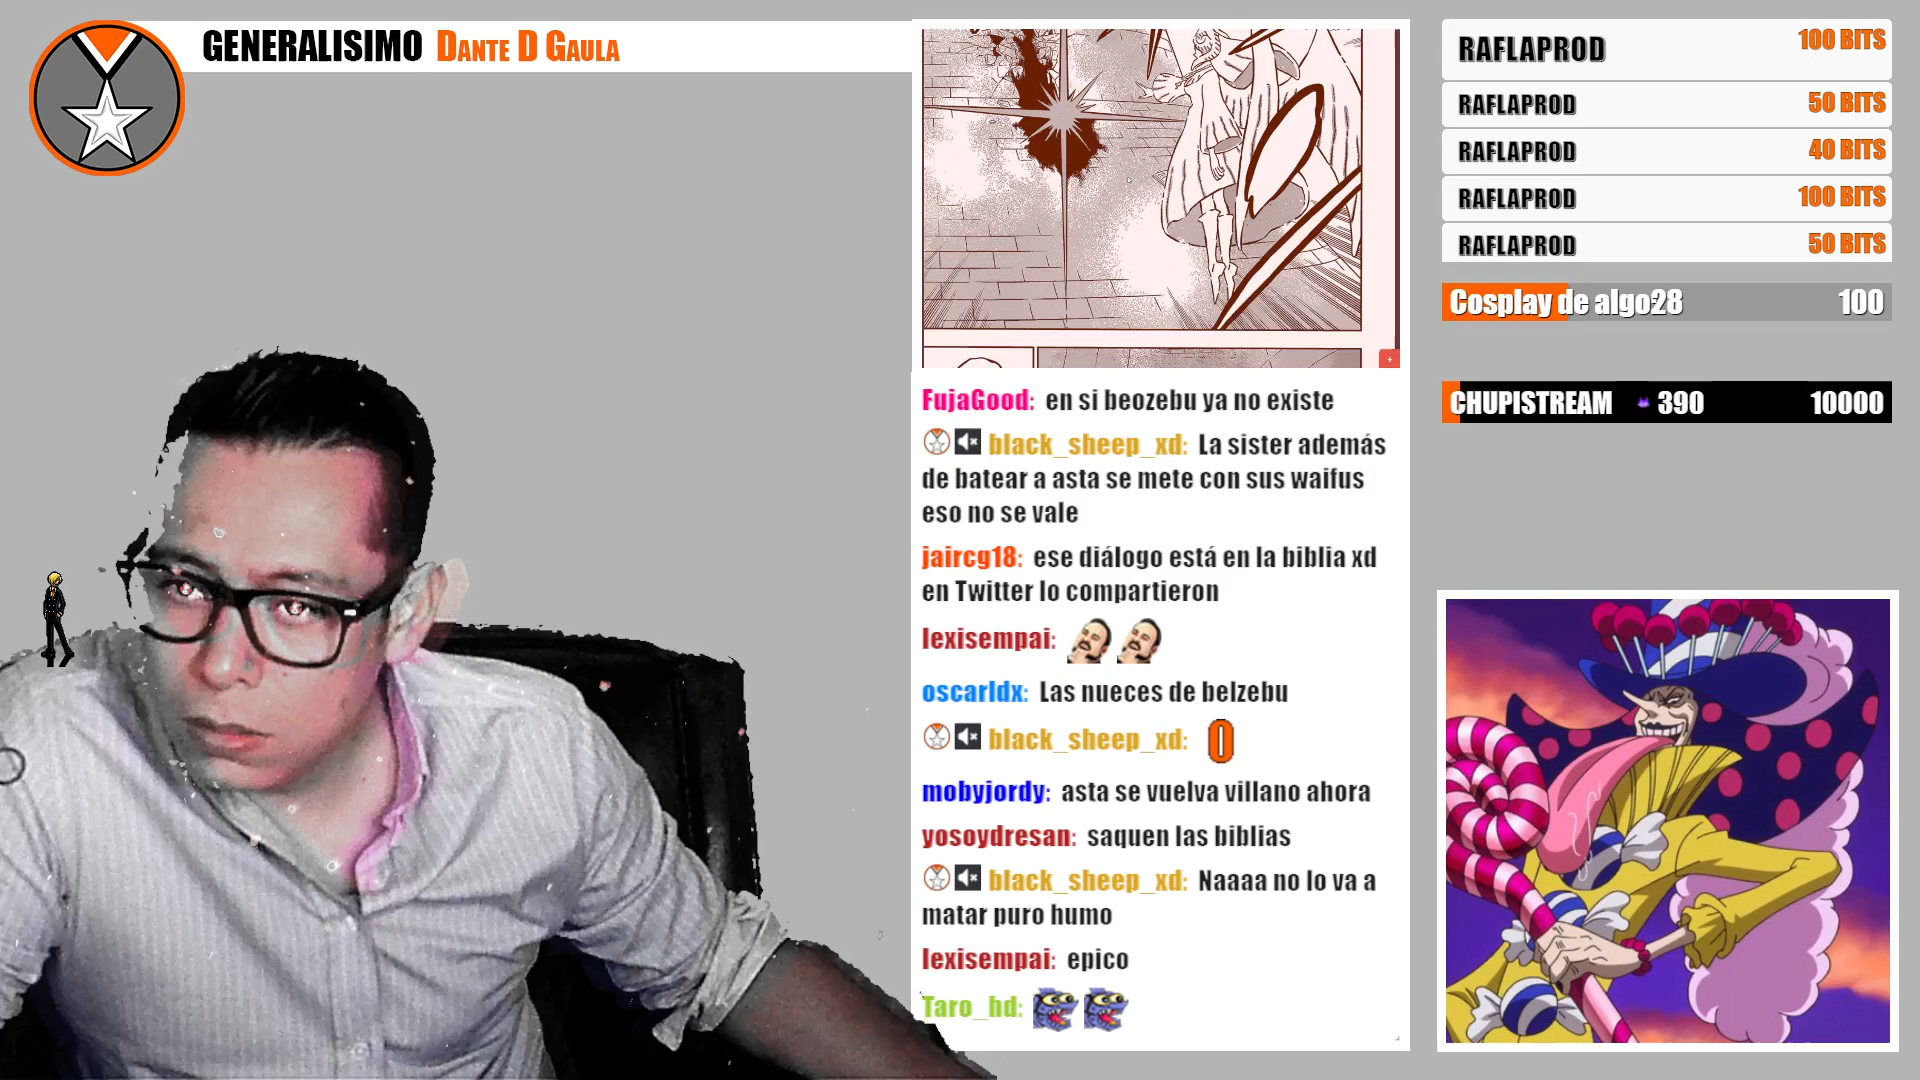 GENERALISIMO DANTE D GAULA
FujaGood: en si beozebu ya no existe
black_sheep_xd: La sister además
de batear a asta se mete con sus waifus
eso no se vale
jaircg18: ese diálogo está en la biblia xd
en Twitter lo compartieron
lexisempai:
oscarldx: Las nueces de belzebu
black_sheep_xd:
mobyjordy: asta se vuelva villano ahora
yosoydresan: saquen las biblias
black_sheep_xd: Naaaa no lo va a
matar puro humo
lexisempai: epico
Taro_hd:
RAFLAPROD 100 BITS
RAFLAPROD 50 BITS
RAFLAPROD 40 BITS
RAFLAPROD 100 BITS
RAFLAPROD 50 BITS
Cosplay de algo28 100
CHUPISTREAM 390 10000